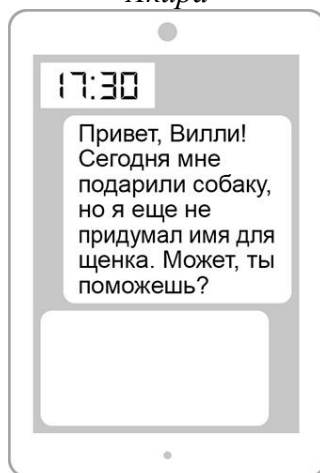 17:30
Привет, Вилли!
Сегодня мне
подарили собаку,
но я еще не
придумал имя для
щенка. Может, ты
поможешь?